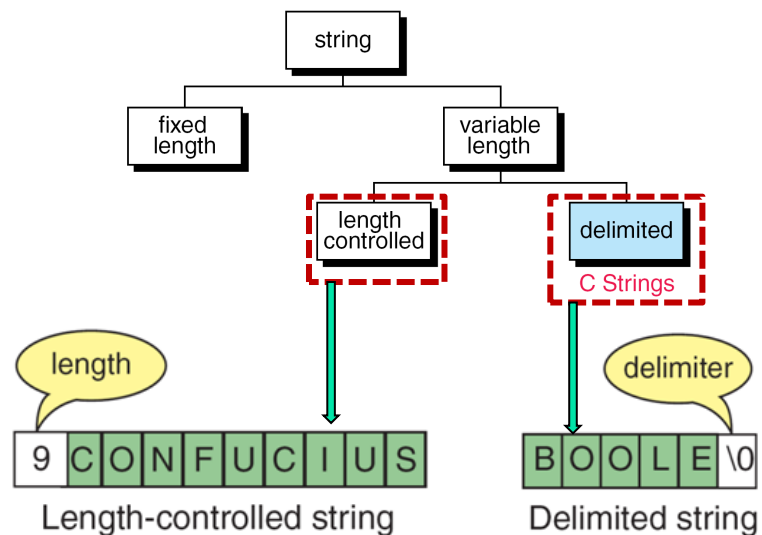 string
fixed
length
variable
length
length
controlled
delimited
C Strings
length
delimiter
9 C O N F U C I U S
B O O L E \0
Length-controlled string
Delimited string